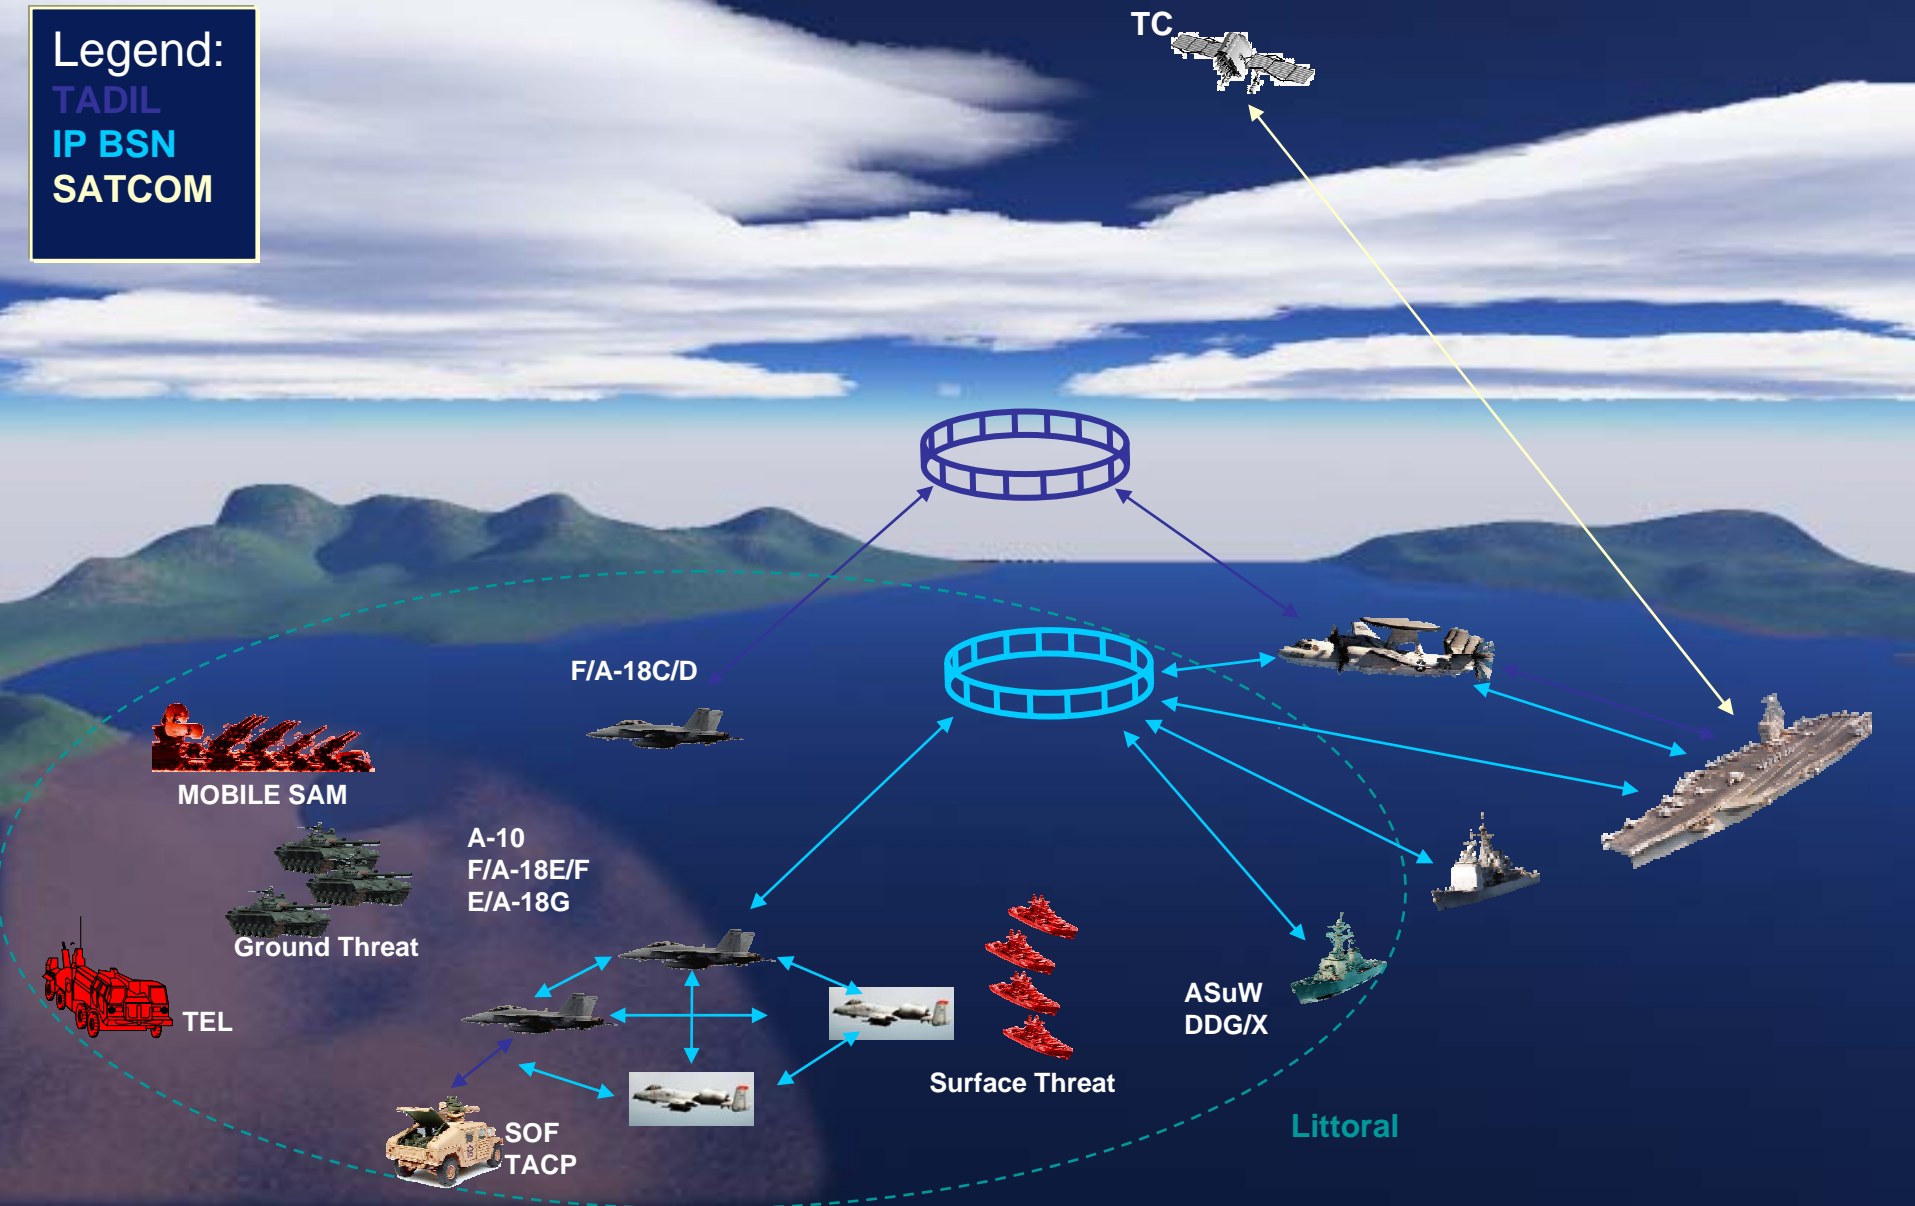 Legend:
TADIL
IP BSN
SATCOM
TC
F/A-18C/D
MOBILE SAM
A-10
F/A-18E/F
E/A-18G
Ground Threat
TEL
ASuW
DDG/X
Surface Threat
Littoral
SOF
TACP